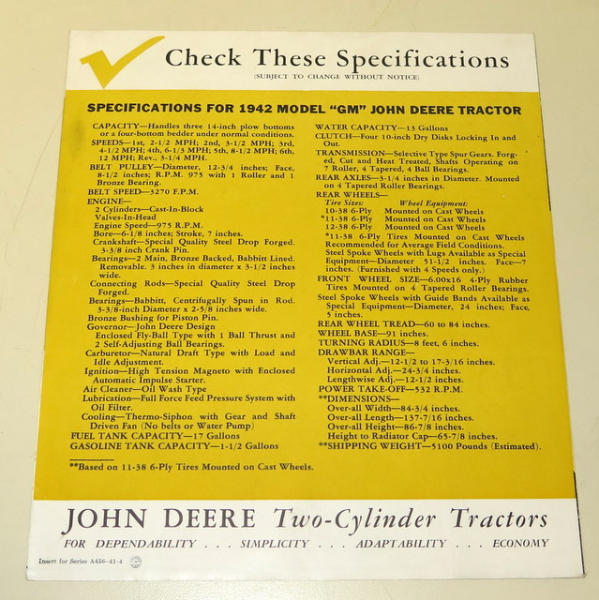 Check These Specifications
(SUBJECT TO CHANGE WITHOUT NOTICE)
SPECIFICATIONS FOR 1942 MODEL "GM" JOHN DEERE TRACTOR
CAPACITY—Handles three 14-inch plow bottoms
or a four-bottom bedder under normal conditions.
SPEEDS—1st, 2-1/2 MPH; 2nd, 3-1/2 MPH; 3rd,
4-1/2 MPH; 4th, 6-1/3 MPH; 5th, 8-1/2 MPH; 6th,
12 MPH; Rev., 3-1/4 MPH.
BELT PULLEY—Diameter, 12-3/4 inches; Face,
8-1/2 inches; R.P.M. 975 with 1 Roller and 1
Bronze Bearing.
BELT SPEED—3270 F.P.M.
ENGINE—
2 Cylinders—Cast-In-Block
Valves-In-Head
Engine Speed—975 R.P.M.
Bore—6-1/8 inches; Stroke, 7 inches.
Crankshaft—Special Quality Steel Drop Forged.
3-3/8 inch Crank Pin.
Bearings—2 Main, Bronze Backed, Babbitt Lined.
Removable. 3 inches in diameter x 3-1/2 inches
wide.
Connecting Rods—Special Quality Steel Drop
Forged.
Bearings—Babbitt, Centrifugally Spun in Rod.
3-3/8-inch Diameter x 2-5/8 inches wide.
Bronze Bushing for Piston Pin.
Governor—John Deere Design
Enclosed Fly-Ball Type with 1 Ball Thrust and
2 Self-Adjusting Ball Bearings.
Carburetor—Natural Draft Type with Load and
Idle Adjustment.
Ignition—High Tension Magneto with Enclosed
Automatic Impulse Starter.
Air Cleaner—Oil Wash Type
Lubrication—Full Force Feed Pressure System with
Oil Filter.
Cooling—Thermo-Siphon with Gear and Shaft
Driven Fan (No belts or Water Pump)
FUEL TANK CAPACITY—17 Gallons
GASOLINE TANK CAPACITY—1-1/2 Gallons
**Based on 11-38 6-Ply Tires Mounted on Cast Wheels.
WATER CAPACITY—13 Gallons
CLUTCH—Four 10-inch Dry Disks Locking In and
Out.
TRANSMISSION—Selective Type Spur Gears. Forg-
ed, Cut and Heat Treated, Shafts Operating on
7 Roller, 4 Tapered, 4 Ball Bearings.
REAR AXLES—3-1/4 inches in Diameter. Mounted
on 4 Tapered Roller Bearings.
REAR WHEELS—
Tire Sizes: Wheel Equipment:
10-38 6-Ply Mounted on Cast Wheels
*11-38 6-Ply Mounted on Cast Wheels
12-38 6-Ply Mounted on Cast Wheels
*11-38 6-Ply Tires Mounted on Cast Wheels
Recommended for Average Field Conditions.
Steel Spoke Wheels with Lugs Available as Special
Equipment—Diameter 51-1/2 inches. Face—7
inches. (Furnished with 4 Speeds only.)
FRONT WHEEL SIZE—6.00x16 4-Ply Rubber
Tires Mounted on 4 Tapered Roller Bearings.
Steel Spoke Wheels with Guide Bands Available as
Special Equipment—Diameter, 24 inches; Face,
5 inches.
REAR WHEEL TREAD—60 to 84 inches.
WHEEL BASE—91 inches.
TURNING RADIUS—8 feet, 6 inches.
DRAWBAR RANGE—
Vertical Adj.—12-1/2 to 17-3/16 inches.
Horizontal Adj.—24-3/4 inches.
Lengthwise Adj.—12-1/2 inches.
POWER TAKE-OFF—532 R.P.M.
**DIMENSIONS—
Over-all Width—84-3/4 inches.
Over-all Length—137-7/16 inches.
Over-all Height—86-7/8 inches.
Height to Radiator Cap—65-7/8 inches.
**SHIPPING WEIGHT—5100 Pounds (Estimated).
JOHN DEERE Two-Cylinder Tractors
FOR DEPENDABILITY . . . SIMPLICITY . . . ADAPTABILITY . . . ECONOMY
Insert for Series A456-41-4